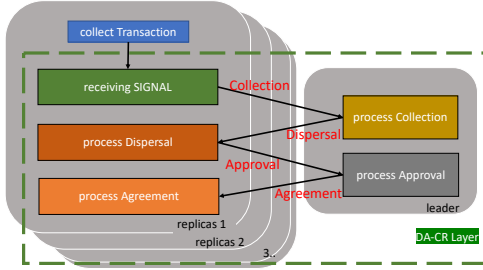 collect Transaction
receiving SIGNAL
Collection
process Collection
Dispersal
process Dispersal
Approval
process Approval
Agreement
process Agreement
replicas 1
leader
replicas 2
DA-CR Layer
3..